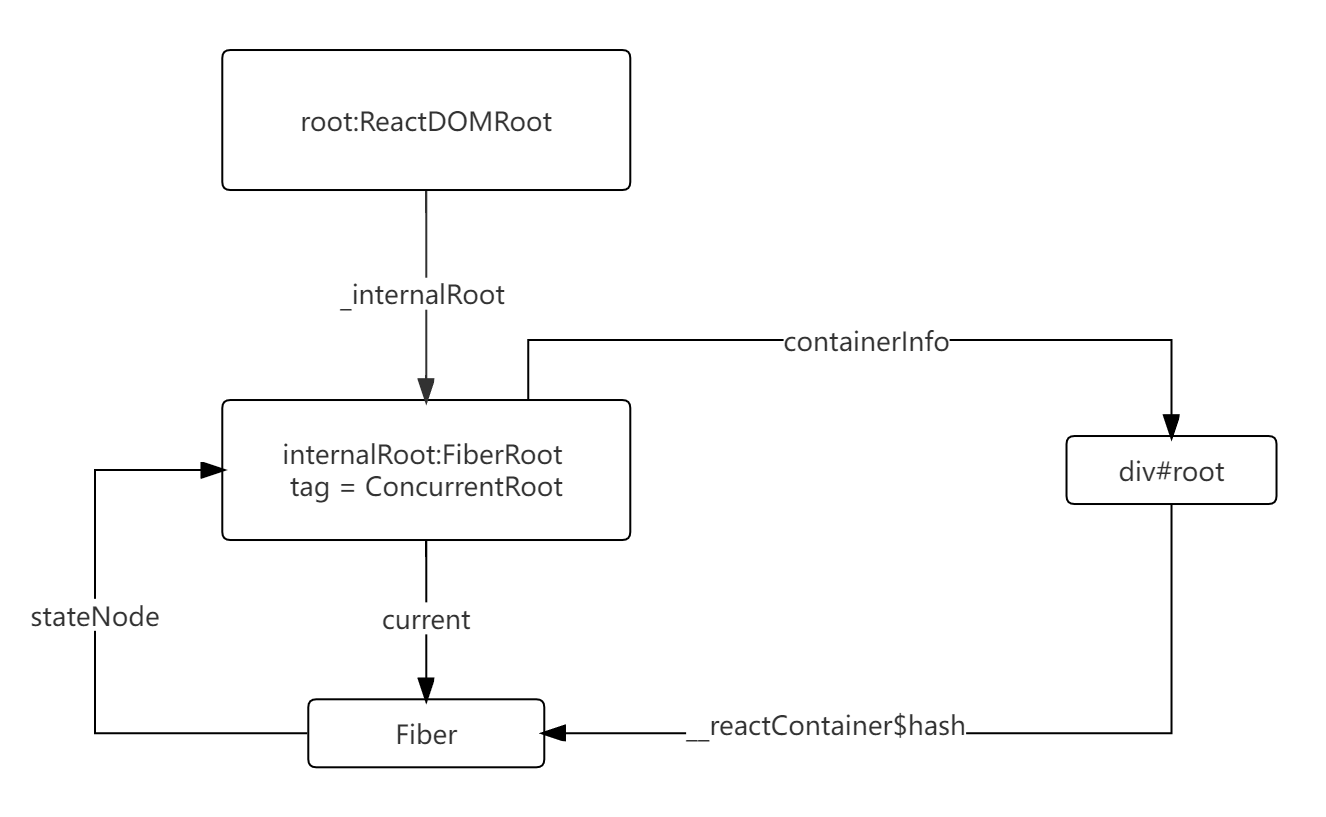 root:ReactDOMRoot
_internalRoot
containerInfo
internalRoot:FiberRoot
tag = ConcurrentRoot
div#root
stateNode
current
__reactContainer$hash
Fiber